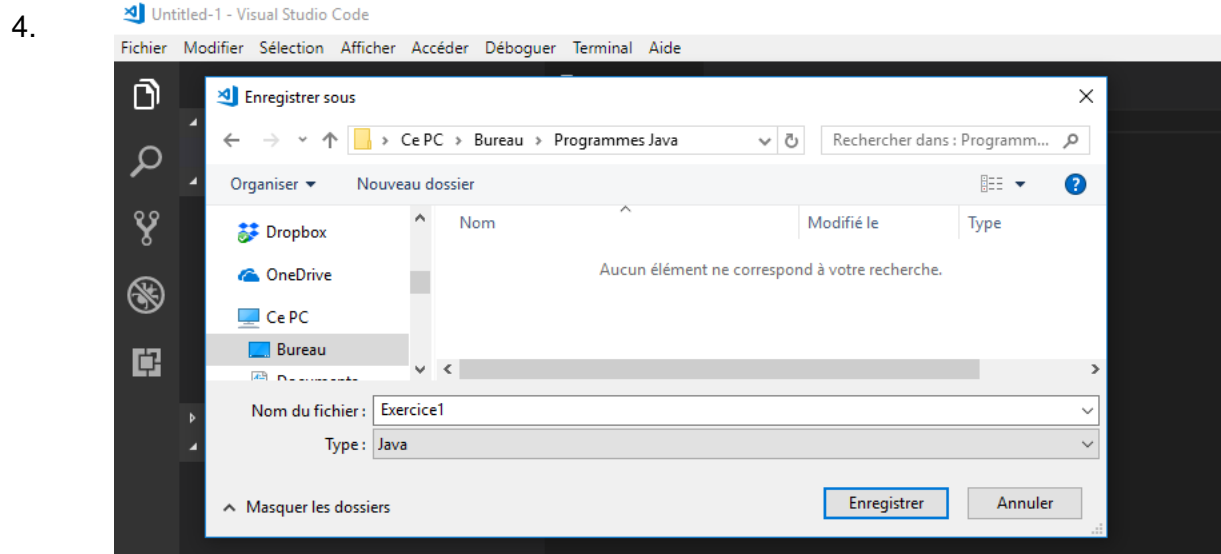 4.
Untitled-1 - Visual Studio Code
Fichier Modifier Sélection Afficher Accéder Déboguer Terminal Aide
Enregistrer sous
Ce PC > Bureau > Programmes Java
Rechercher dans : Programm...
Organiser Nouveau dossier
Nom Modifié le Type
Dropbox
Aucun élément ne correspond à votre recherche.
OneDrive
Ce PC
Bureau
Documents
Nom du fichier : Exercice1
Type : Java
Masquer les dossiers
Enregistrer Annuler